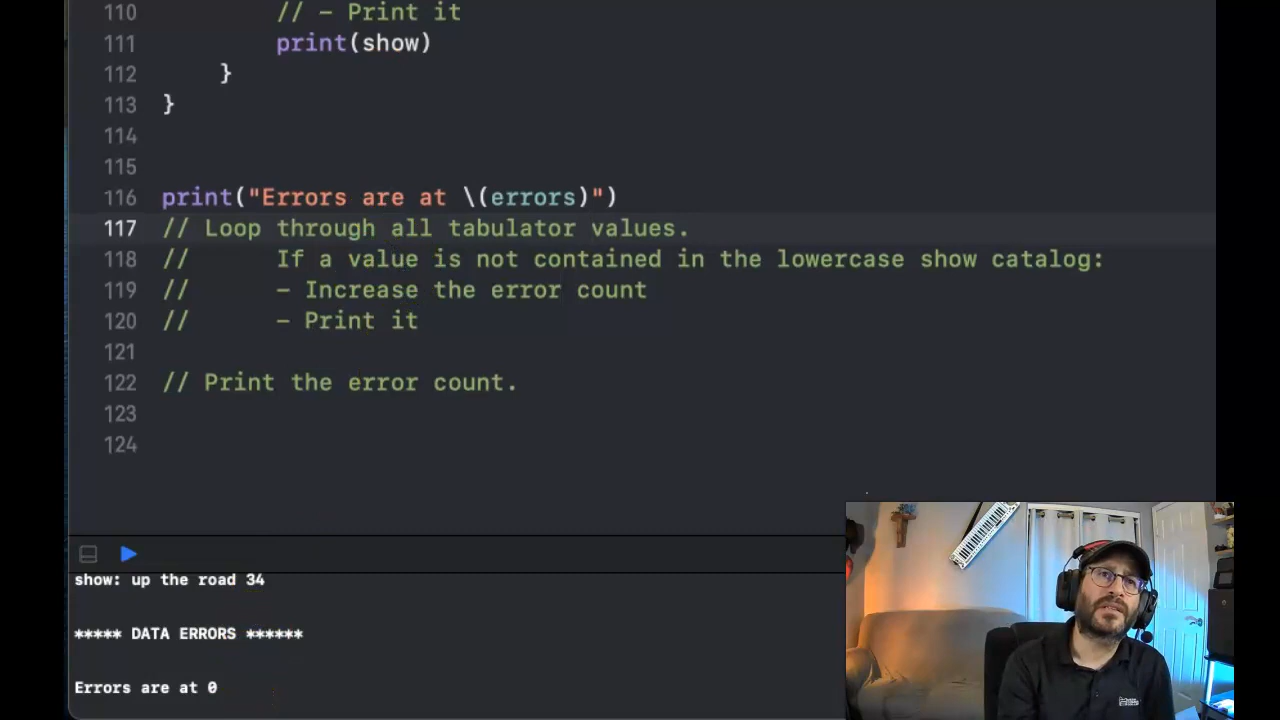 110 // - Print it
111 print(show)
112 }
113 }
114
115
116 print("Errors are at \(errors)")
117 // Loop through all tabulator values.
118 // If a value is not contained in the lowercase show catalog:
119 // - Increase the error count
120 // - Print it
121
122 // Print the error count.
123
124
show: up the road 34
***** DATA ERRORS ******
Errors are at 0